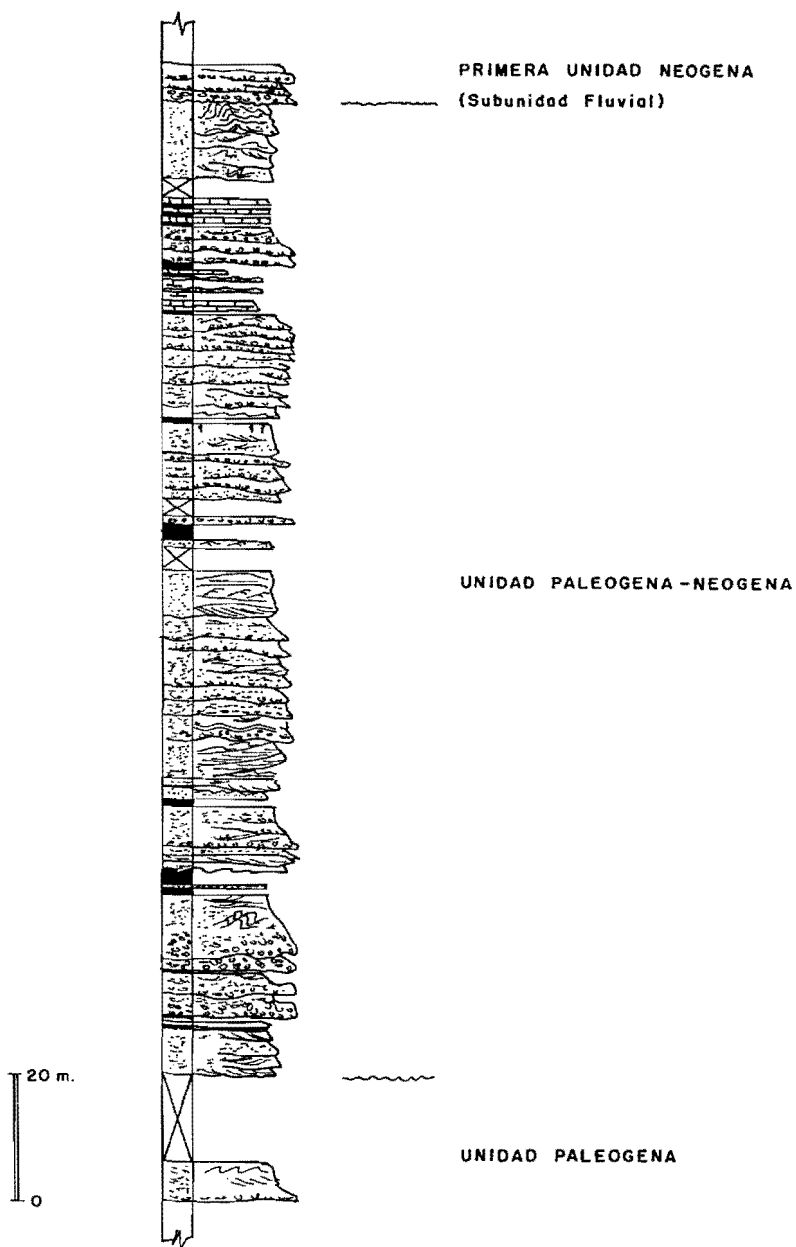 PRIMERA UNIDAD NEOGENA
(Subunidad Fluvial)
UNIDAD PALEOGENA-NEOGENA
20 m.
UNIDAD PALEOGENA
0